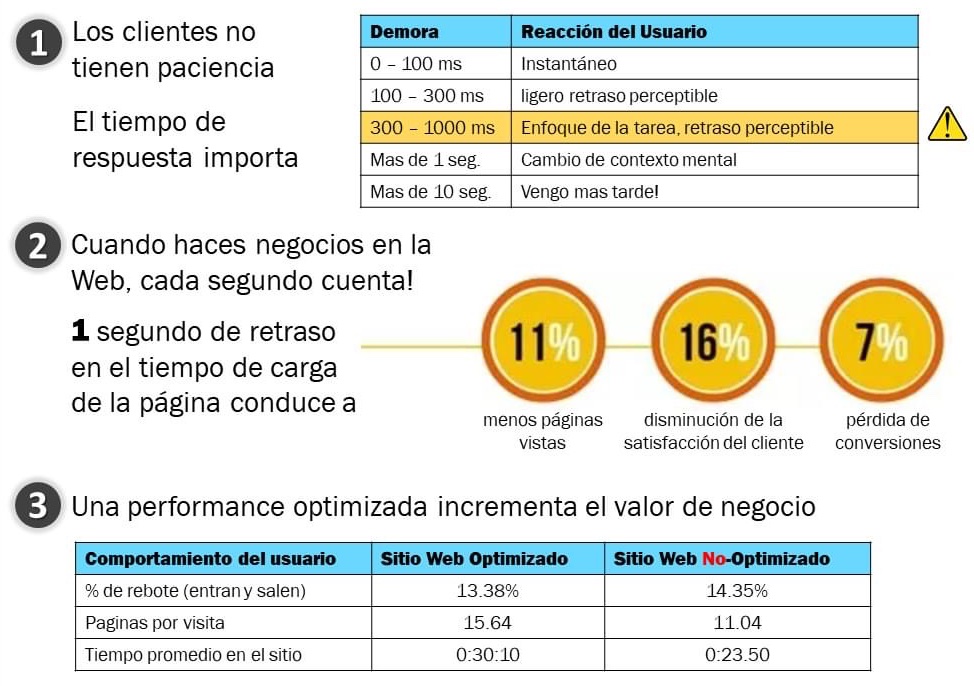 1
Los clientes no
tienen paciencia
El tiempo de
respuesta importa
Demora Reacción del Usuario
0 – 100 ms Instantáneo
100 – 300 ms ligero retraso perceptible
300 – 1000 ms Enfoque de la tarea, retraso perceptible
Mas de 1 seg. Cambio de contexto mental
Mas de 10 seg. Vengo mas tarde!
2
Cuando haces negocios en la
Web, cada segundo cuenta!
1 segundo de retraso
en el tiempo de carga
de la página conduce a
11%
menos páginas
vistas
16%
disminución de la
satisfacción del cliente
7%
pérdida de
conversiones
3
Una performance optimizada incrementa el valor de negocio
Comportamiento del usuario Sitio Web Optimizado Sitio Web No-Optimizado
% de rebote (entran y salen) 13.38% 14.35%
Paginas por visita 15.64 11.04
Tiempo promedio en el sitio 0:30:10 0:23.50